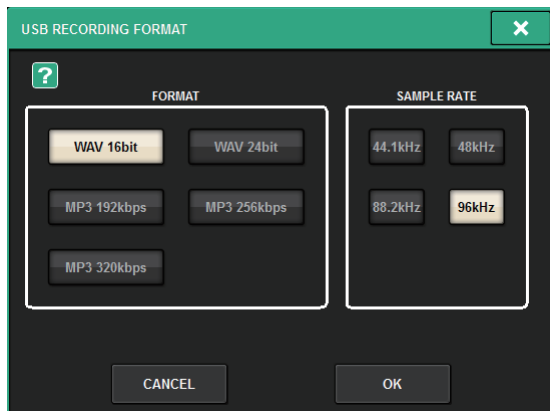 USB RECORDING FORMAT
×
?
FORMAT
SAMPLE RATE
WAV 16bit
WAV 24bit
44.1kHz
48kHz
MP3 192kbps
MP3 256kbps
88.2kHz
96kHz
MP3 320kbps
CANCEL
OK